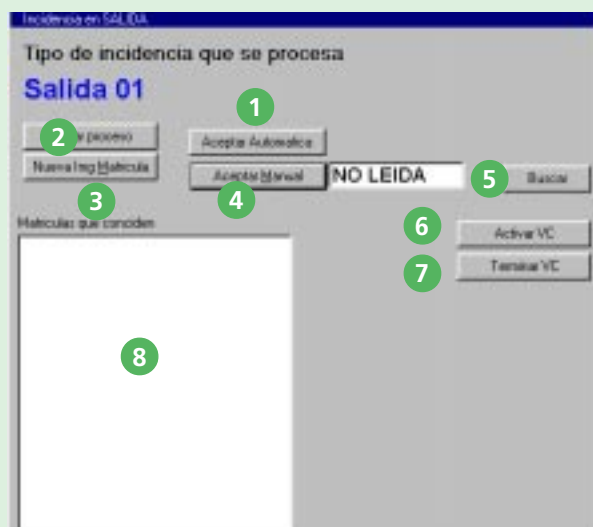 Incidencia en SALIDA
Tipo de incidencia que se procesa
Salida 01
1
2 proceso
Aceptar Automatica
Nueva Img Matricula
Aceptar Manual NO LEIDA 5 Buscar
3 4
Matriculas que coinciden
6 Activar VC
7 Terminar VC
8